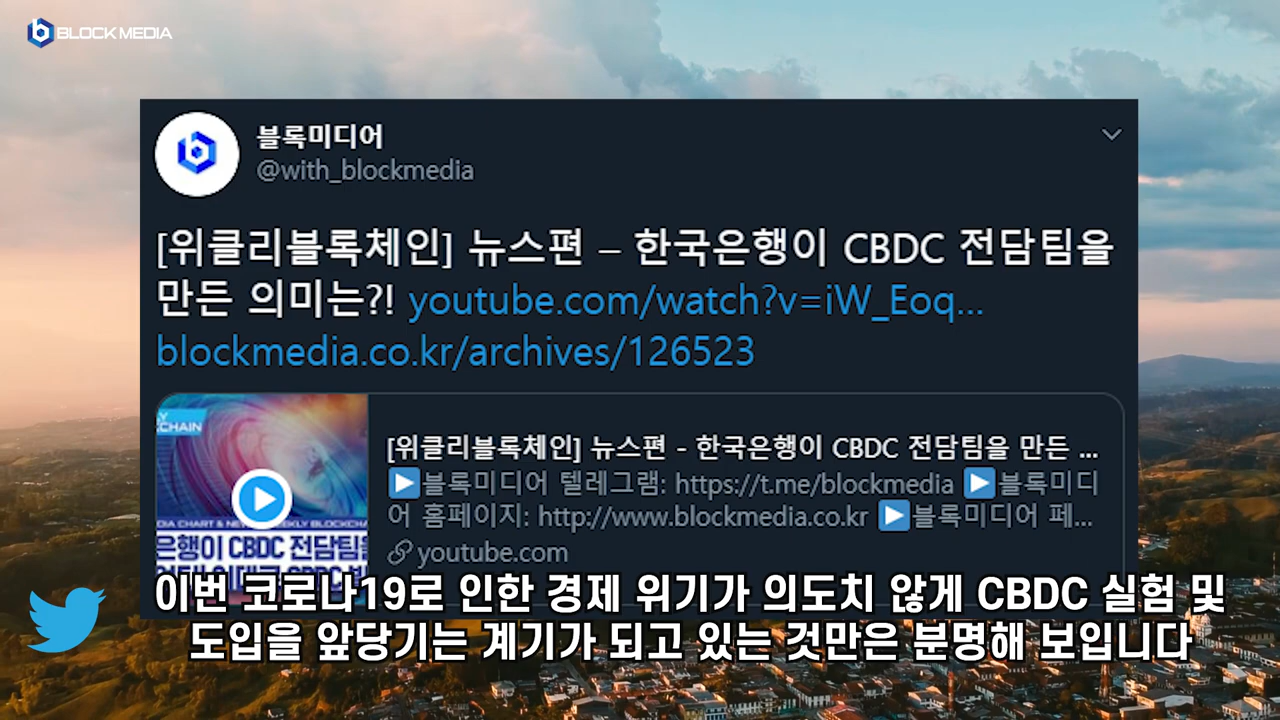 BLOCK MEDIA
블록미디어
@with_blockmedia
[위클리블록체인] 뉴스편 – 한국은행이 CBDC 전담팀을
만든 의미는?! youtube.com/watch?v=iW_Eoq...
blockmedia.co.kr/archives/126523
CHAIN
은행이 CBDC 전담팀을
[위클리블록체인] 뉴스편 - 한국은행이 CBDC 전담팀을 만든 ...
블록미디어 텔레그램: https://t.me/blockmedia 블록미디
어 홈페이지: http://www.blockmedia.co.kr 블록미디어 페...
youtube.com
이번 코로나19로 인한 경제 위기가 의도치 않게 CBDC 실험 및
도입을 앞당기는 계기가 되고 있는 것만은 분명해 보입니다